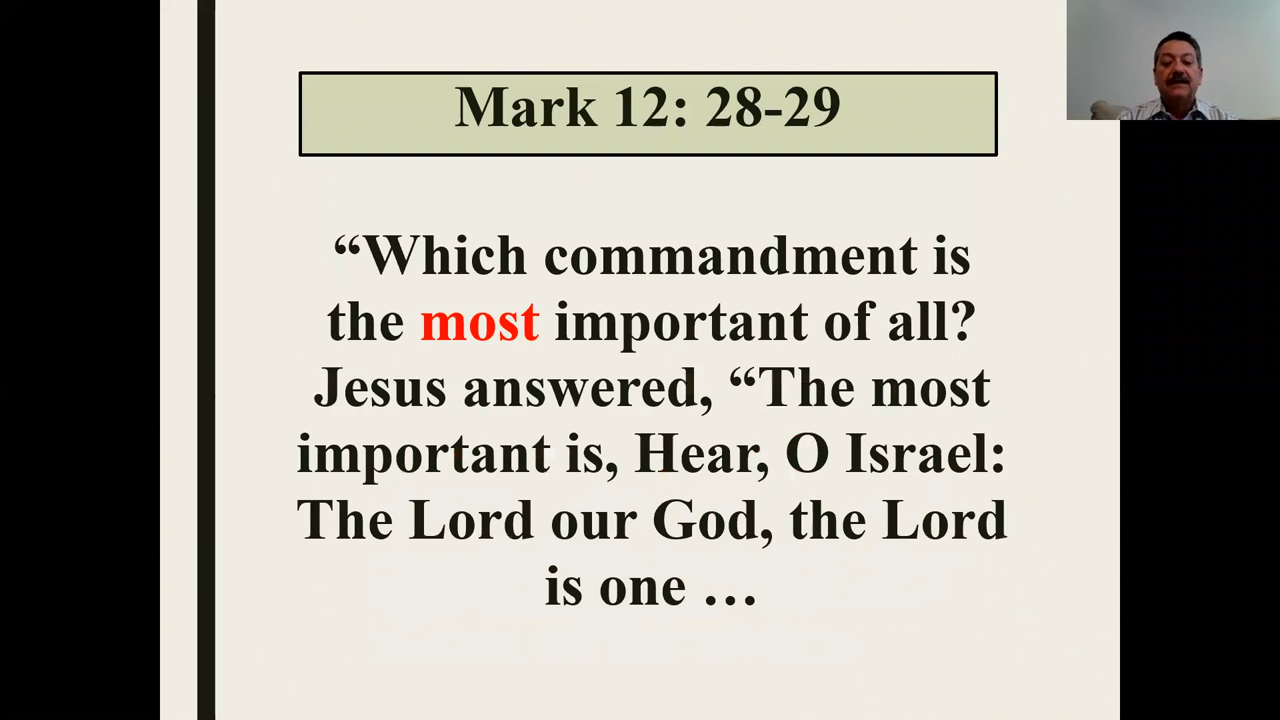 Mark 12: 28-29
“Which commandment is
the most important of all?
Jesus answered, “The most
important is, Hear, O Israel:
The Lord our God, the Lord
is one …